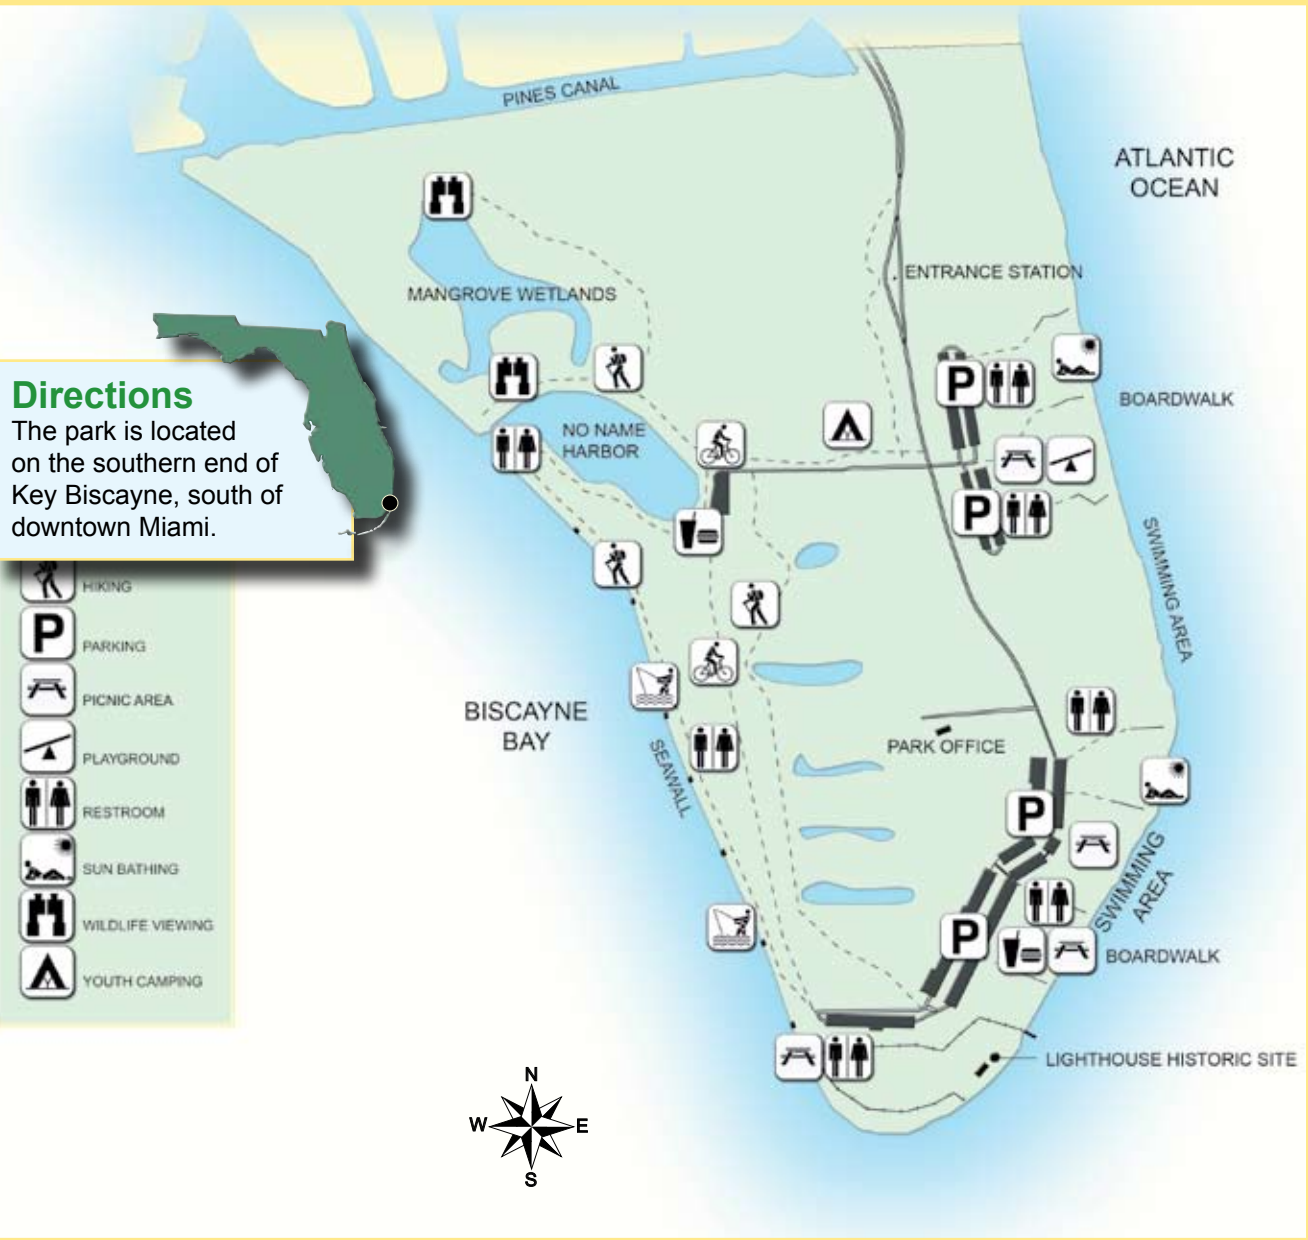 PINES CANAL
ATLANTIC
OCEAN
ENTRANCE STATION
MANGROVE WETLANDS
Directions
The park is located
on the southern end of
Key Biscayne, south of
downtown Miami.
BOARDWALK
NO NAME
HARBOR
P
P
SWIMMING AREA
HIKING
P
PARKING
PICNIC AREA
PLAYGROUND
RESTROOM
SUN BATHING
WILDLIFE VIEWING
YOUTH CAMPING
BISCAYNE
BAY
SEAWALL
PARK OFFICE
P
SWIMMING
AREA
P
BOARDWALK
LIGHTHOUSE HISTORIC SITE
N
W
E
S